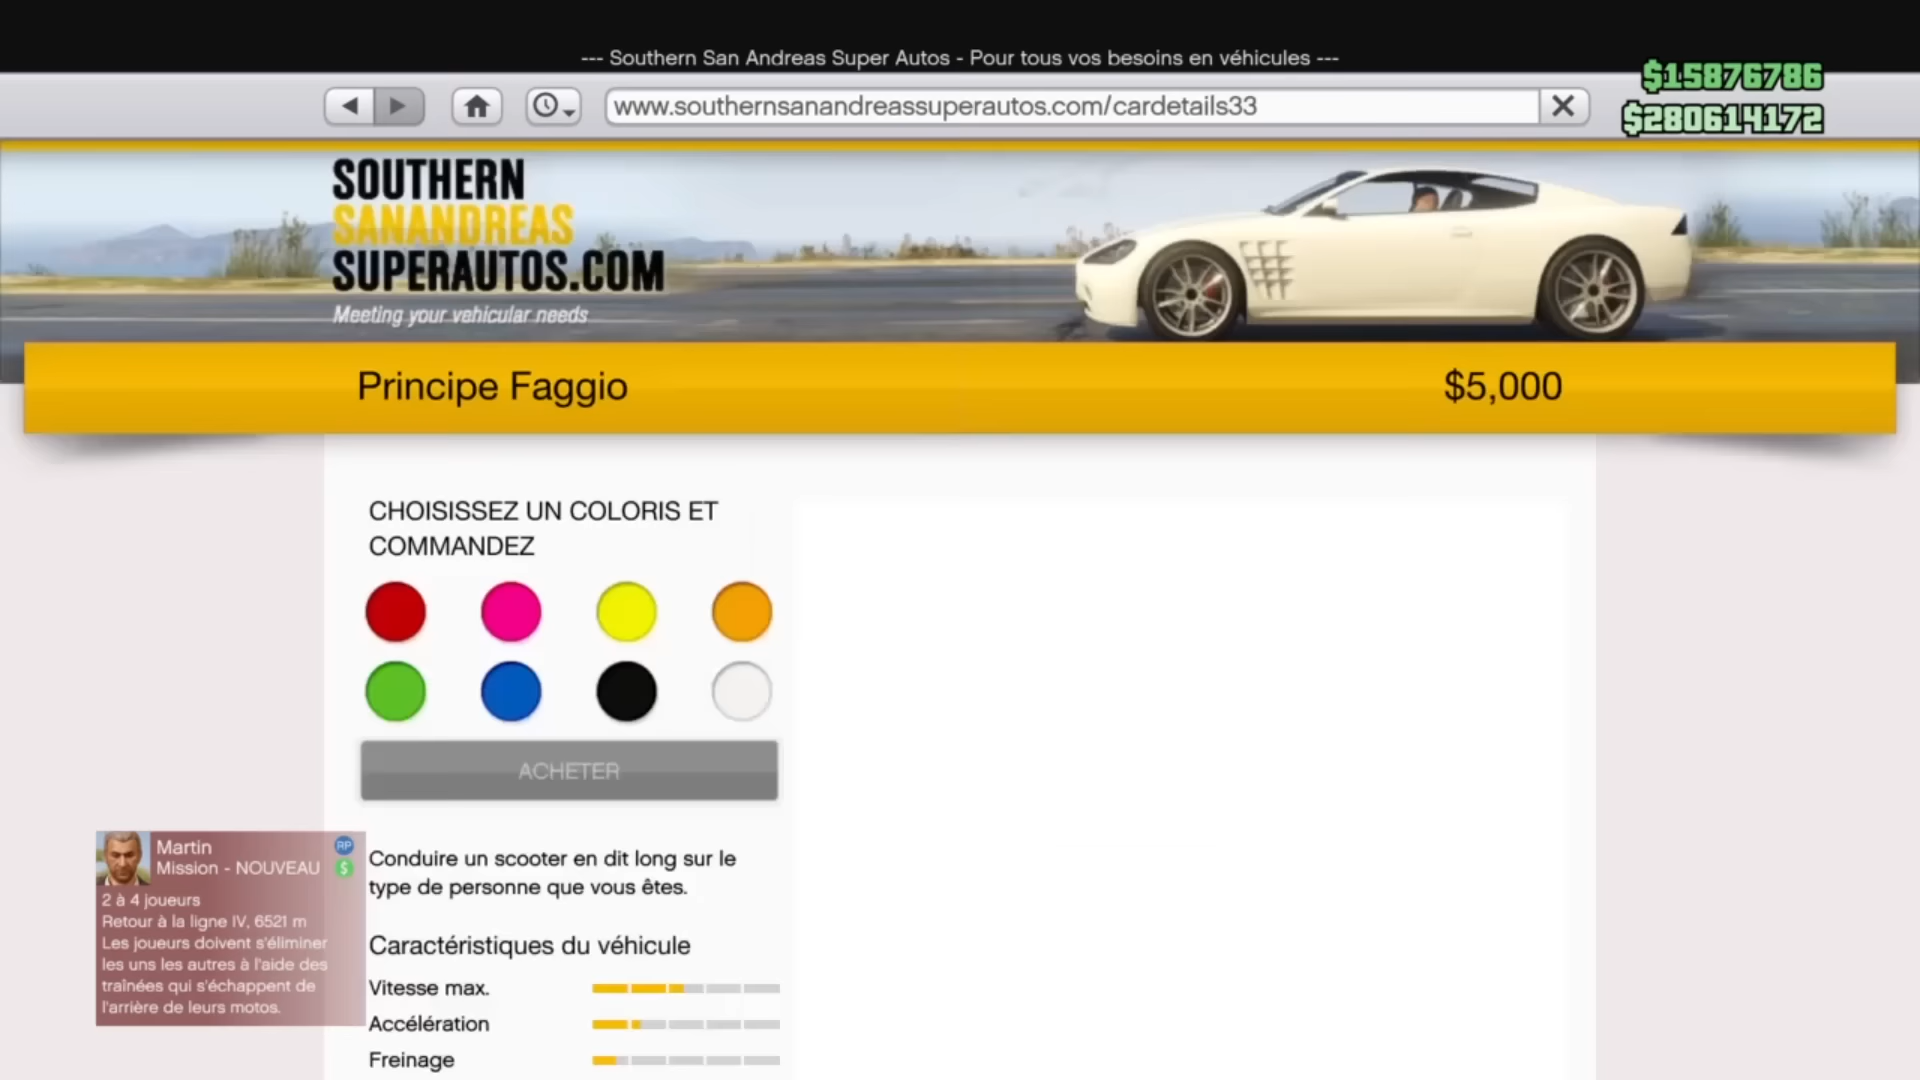 --- Southern San Andreas Super Autos - Pour tous vos besoins en véhicules ---
$15876786
www.southernsanandreassuperautos.com/cardetails33
$280614172
SOUTHERN
SANANDREAS
SUPERAUTOS.COM
Meeting your vehicular needs
Principe Faggio
$5,000
CHOISISSEZ UN COLORIS ET
COMMANDEZ
ACHETER
Martin
RP
Mission - NOUVEAU
$
2 à 4 joueurs
Retour à la ligne IV, 6521 m
Les joueurs doivent s'éliminer
les uns les autres à l'aide des
traînées qui s'échappent de
l'arrière de leurs motos.
Conduire un scooter en dit long sur le
type de personne que vous êtes.
Caractéristiques du véhicule
Vitesse max.
Accélération
Freinage